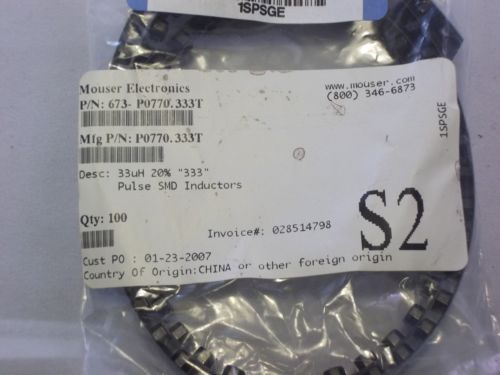 1SPSGE
Mouser Electronics
www.mouser.com
(800) 346-6873
P/N: 673- P0770.333T
Mfg P/N: P0770.333T
1SPSGE
Desc: 33uH 20% "333"
Pulse SMD Inductors
Qty: 100
Invoice#: 028514798
S2
Cust PO : 01-23-2007
Country Of Origin:CHINA or other foreign origin